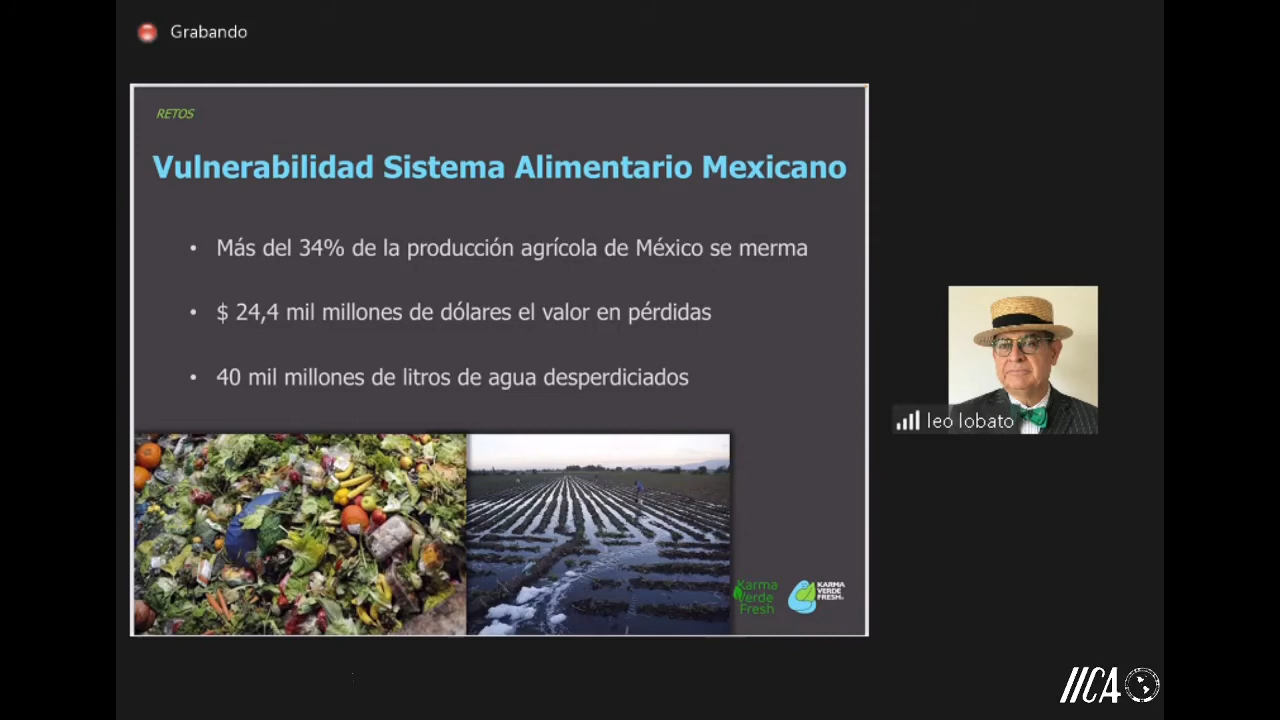 Grabando
RETOS
Vulnerabilidad Sistema Alimentario Mexicano
• Más del 34% de la producción agrícola de México se merma
• $ 24,4 mil millones de dólares el valor en pérdidas
• 40 mil millones de litros de agua desperdiciados
leo lobato
Karma
Verde
Fresh
KARMA
VERDE
FRESH
IICA